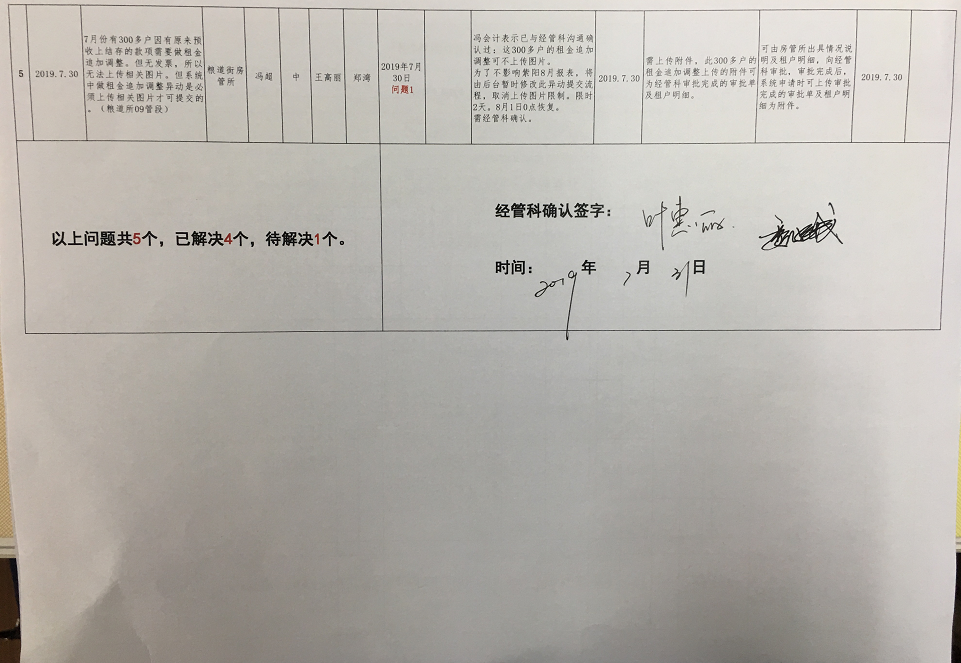 5
2019.7.30
7月份有300多户因有原来预
收上结存的款项需要做租金
追加调整。但无发票，所以
无法上传相关图片。但系统
中做租金追加调整异动是必
须上传相关图片才可提交的
。（粮道所09管段）
粮道街房
管所
冯超
中
王高丽
郑湾
2019年7月
30日
问题1
冯会计表示已与经管科沟通确
认过；这300多户的租金追加
调整可不上传图片。
为了不影响紫阳8月报表，将
由后台暂时修改此异动提交流
程，取消上传图片限制。限时
2天。8月1日0点恢复。
需经管科确认。
2019.7.30
需上传附件，此300多户的
租金追加调整上传的附件可
为经管科审批完成的审批单
及租户明细。
可由房管所出具情况说
明及租户明细，向经管
科审批，审批完成后，
系统申请时可上传审批
完成的审批单及租户明
细为附件。
2019.7.30
以上问题共5个，已解决4个，待解决1个。
经管科确认签字：
叶惠丽
时间：2019年 7月 31日